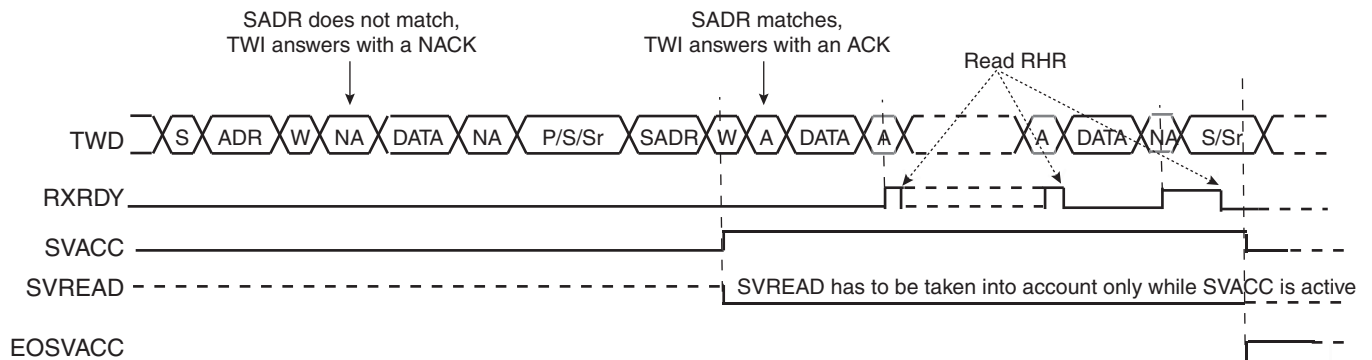 SADR does not match,
TWI answers with a NACK
SADR matches,
TWI answers with an ACK
Read RHR
TWD S ADR W NA DATA NA P/S/Sr SADR W A DATA A A DATA NA S/Sr
RXRDY
SVACC
SVREAD SVREAD has to be taken into account only while SVACC is active
EOSVACC